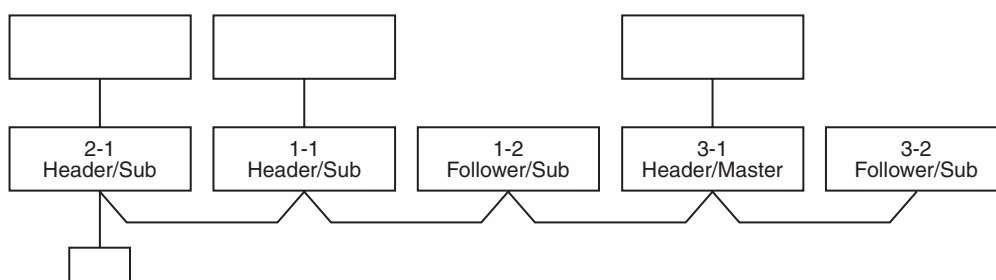 2-1
Header/Sub
1-1
Header/Sub
1-2
Follower/Sub
3-1
Header/Master
3-2
Follower/Sub